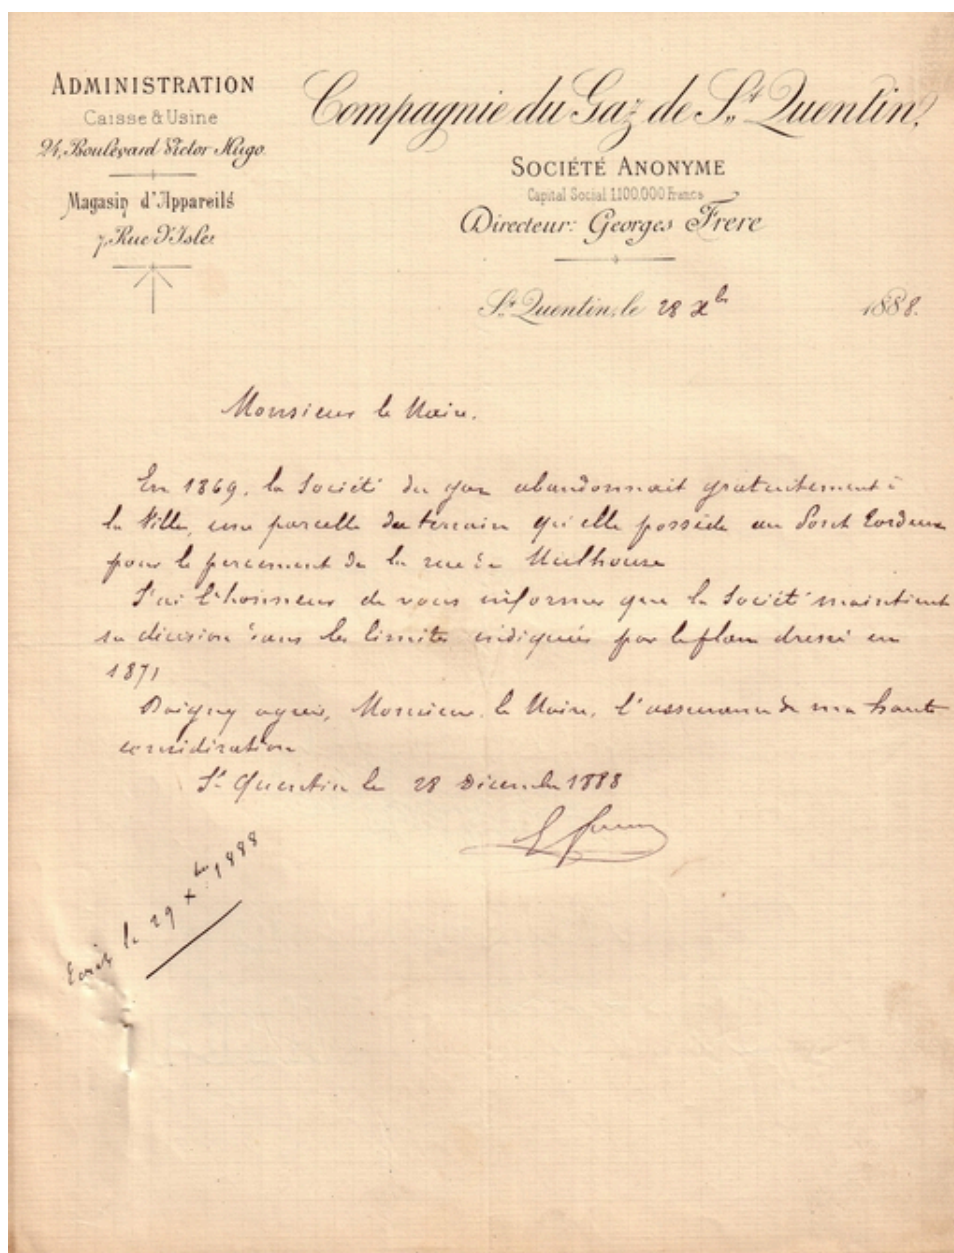 ADMINISTRATION
Caisse & Usine
24, Boulevard Victor Hugo
Magasin d'Appareils
7, Rue d'Isle
Compagnie du Gaz de St Quentin
SOCIÉTÉ ANONYME
Capital Social 1.100,000 Francs
Directeur: Georges Frere
St Quentin, le 28 Xbre 1888.
Monsieur le Maire.
En 1869, la Société du gaz abandonnait gratuitement à
la Ville, une parcelle du terrain qu'elle possède au
pour le percement de la rue de Mulhouse
J'ai l'honneur de vous informer que la Société maintient
sa décision dans les limites indiquées par le plan dressé en
1871
Daignez agréer, Monsieur le Maire, l'assurance de ma haute
considération
St Quentin le 28 Décembre 1888
le 29 Xbre 1888